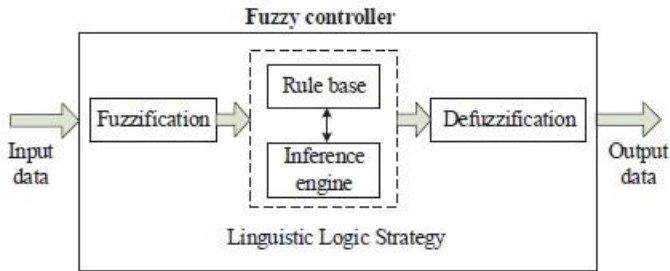 Fuzzy controller
Input
data
Fuzzification
Rule base
Inference
engine
Defuzzification
Output
data
Linguistic Logic Strategy